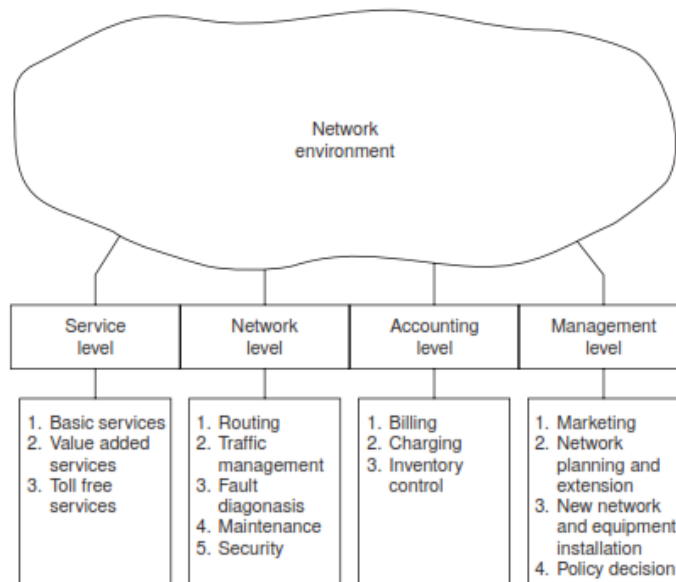 Network
environment
Service
level
Network
level
Accounting
level
Management
level
1. Basic services
2. Value added
services
3. Toll free
services
1. Routing
2. Traffic
management
3. Fault
diagonasis
4. Maintenance
5. Security
1. Billing
2. Charging
3. Inventory
control
1. Marketing
2. Network
planning and
extension
3. New network
and equipment
installation
4. Policy decision